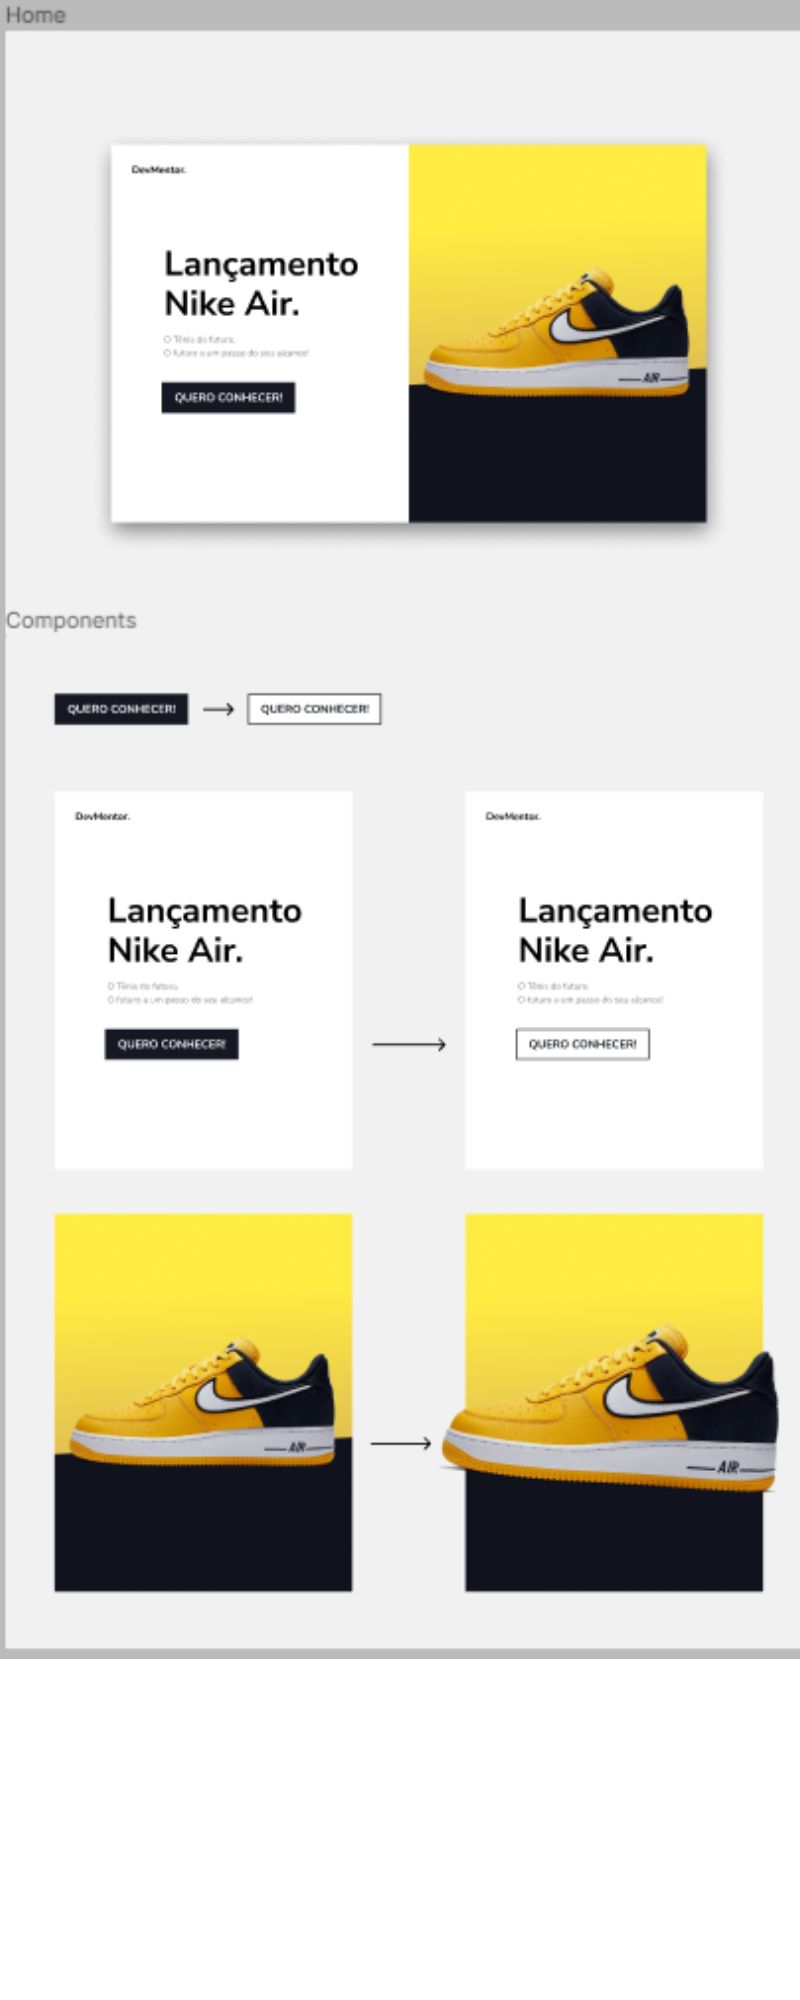 Home
DevMentor.
Lançamento
Nike Air.
O Tênis do futuro.
O futuro a um passo do seu alcance!
QUERO CONHECER!
AIR
Components
QUERO CONHECER!
QUERO CONHECER!
DevMentor.
Lançamento
Nike Air.
O Tênis do futuro.
O futuro a um passo do seu alcance!
QUERO CONHECER!
DevMentor.
Lançamento
Nike Air.
O Tênis do futuro.
O futuro a um passo do seu alcance!
QUERO CONHECER!
AIR
AIR